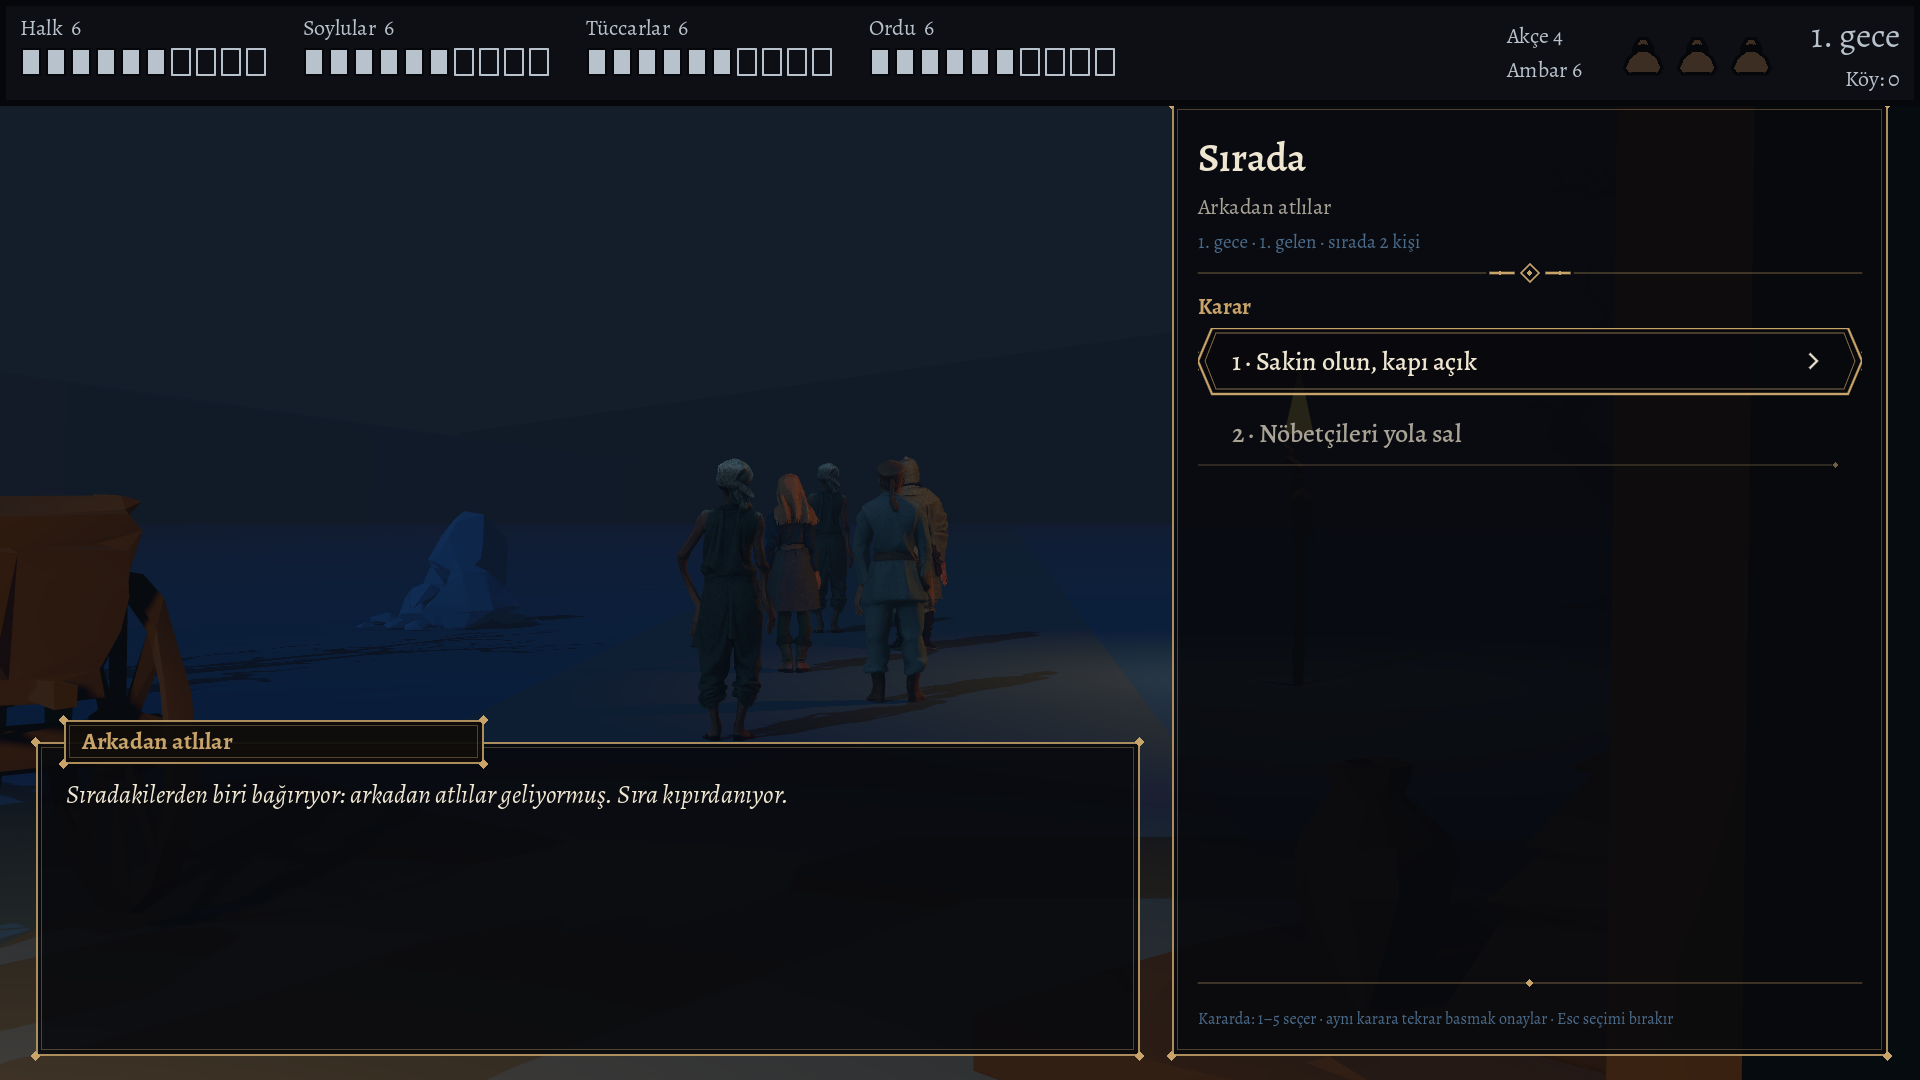 Halk 6
Soylular 6
Tüccarlar 6
Ordu 6
Akçe 4
Ambar 6
1. gece
Köy: 0
Sırada
Arkadan atlılar
1. gece · 1. gelen · sırada 2 kişi
Karar
1 · Sakin olun, kapı açık
2 · Nöbetçileri yola sal
Arkadan atlılar
Sıradakilerden biri bağırıyor: arkadan atlılar geliyormuş. Sıra kıpırdanıyor.
Kararda: 1–5 seçer · aynı karara tekrar basmak onaylar · Esc seçimi bırakır